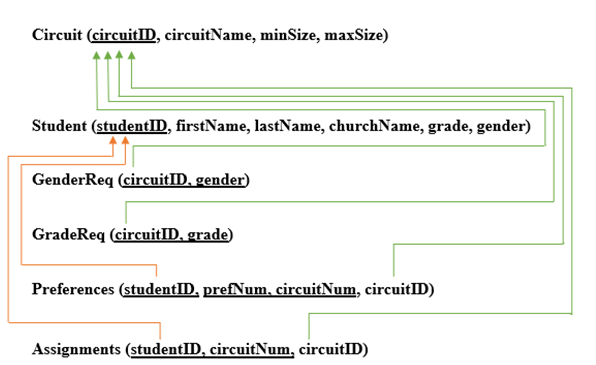 Circuit (circuitID, circuitName, minSize, maxSize)
Student (studentID, firstName, lastName, churchName, grade, gender)
GenderReq (circuitID, gender)
GradeReq (circuitID, grade)
Preferences (studentID, prefNum, circuitNum, circuitID)
Assignments (studentID, circuitNum, circuitID)